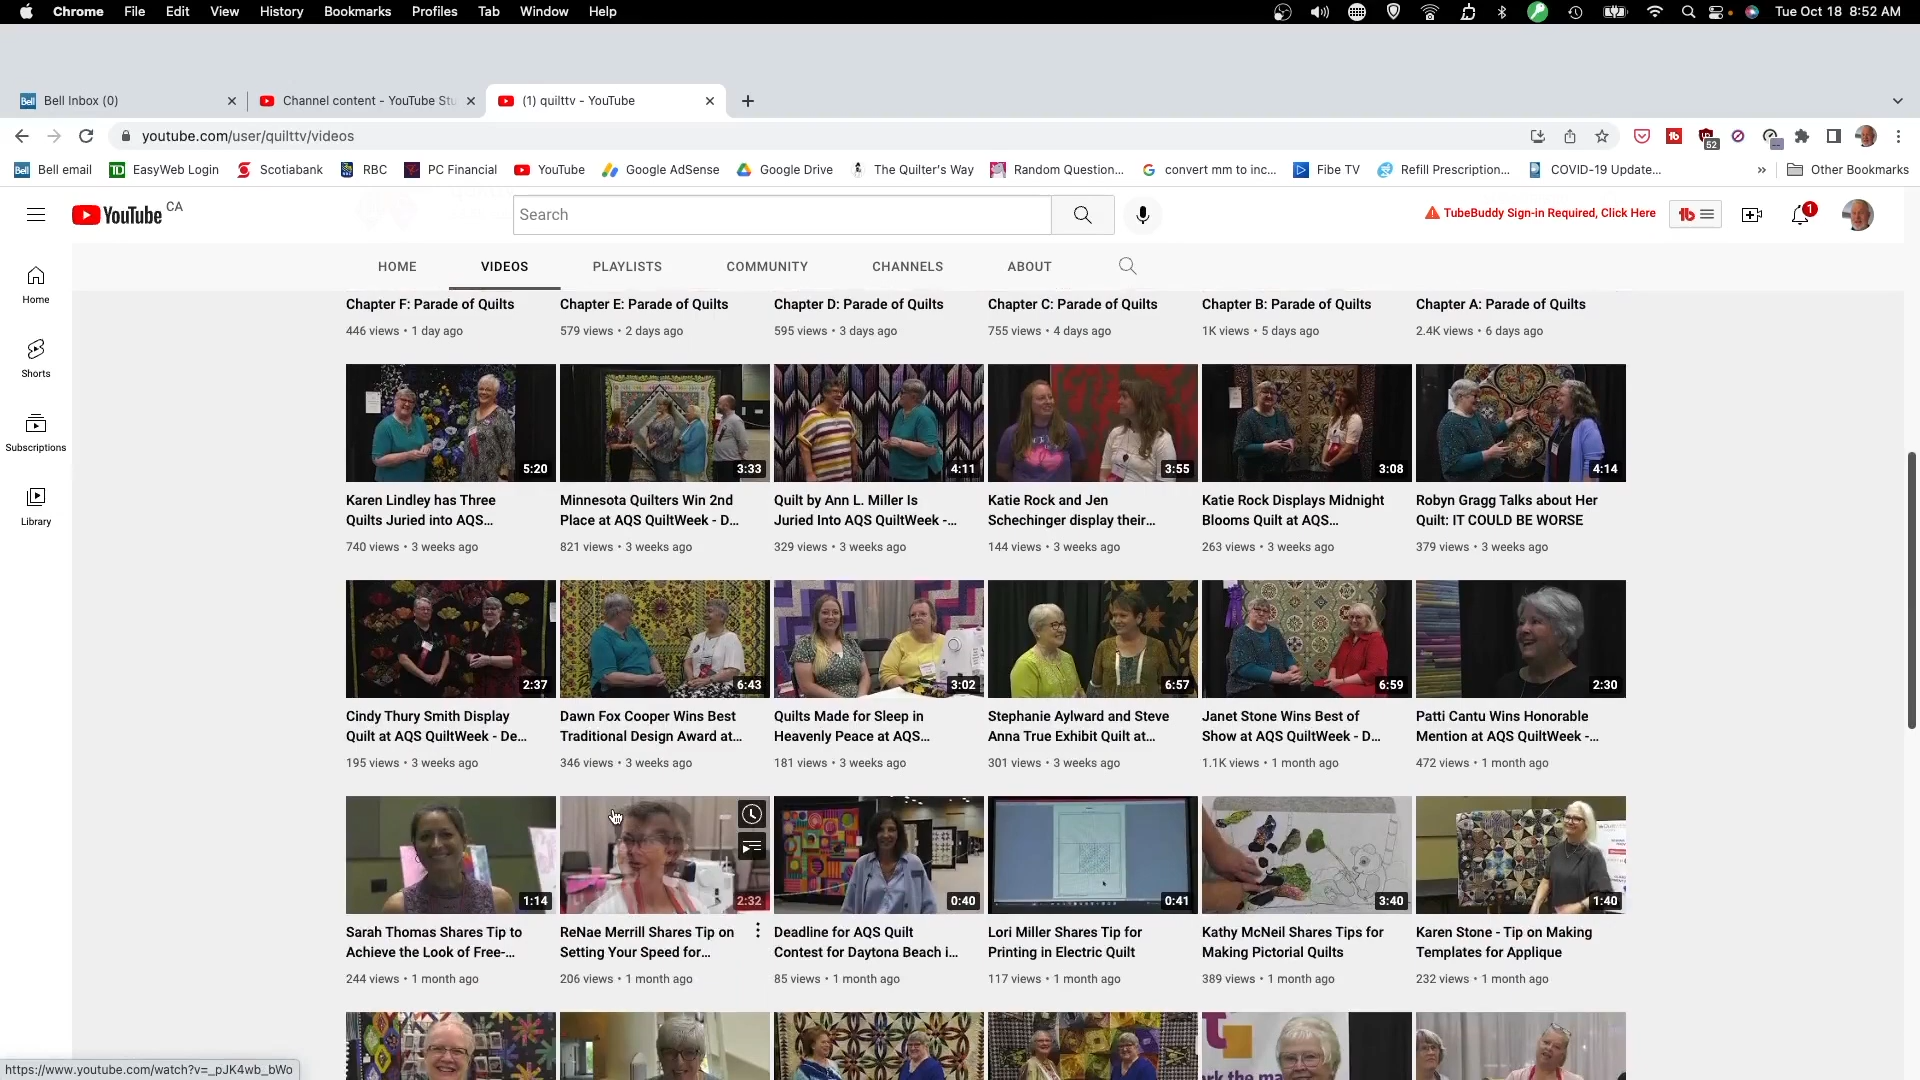 Chrome File Edit View History Bookmarks Profiles Tab Window Help Tue Oct 18 8:52 AM
Bell Bell Inbox (0) Channel content - YouTube Stu (1) quilttv - YouTube
youtube.com/user/quilttv/videos 52
Bell Bell email TD EasyWeb Login Scotiabank RBC PC Financial YouTube Google AdSense Google Drive The Quilter's Way Random Question... convert mm to inc... Fibe TV Refill Prescription... COVID-19 Update... » Other Bookmarks
YouTube CA Search TubeBuddy Sign-in Required, Click Here tb 1
HOME VIDEOS PLAYLISTS COMMUNITY CHANNELS ABOUT
Home
Shorts
Subscriptions
Library
Chapter F: Parade of Quilts Chapter E: Parade of Quilts Chapter D: Parade of Quilts Chapter C: Parade of Quilts Chapter B: Parade of Quilts Chapter A: Parade of Quilts
446 views • 1 day ago 579 views • 2 days ago 595 views • 3 days ago 755 views • 4 days ago 1K views • 5 days ago 2.4K views • 6 days ago
5:20 3:33 4:11 3:55 3:08 4:14
Karen Lindley has Three Minnesota Quilters Win 2nd Quilt by Ann L. Miller Is Katie Rock and Jen Katie Rock Displays Midnight Robyn Gragg Talks about Her
Quilts Juried into AQS... Place at AQS QuiltWeek - D... Juried Into AQS QuiltWeek -... Schechinger display their... Blooms Quilt at AQS... Quilt: IT COULD BE WORSE
740 views • 3 weeks ago 821 views • 3 weeks ago 329 views • 3 weeks ago 144 views • 3 weeks ago 263 views • 3 weeks ago 379 views • 3 weeks ago
2:37 6:43 3:02 6:57 6:59 2:30
Cindy Thury Smith Display Dawn Fox Cooper Wins Best Quilts Made for Sleep in Stephanie Aylward and Steve Janet Stone Wins Best of Patti Cantu Wins Honorable
Quilt at AQS QuiltWeek - De... Traditional Design Award at... Heavenly Peace at AQS... Anna True Exhibit Quilt at... Show at AQS QuiltWeek - D... Mention at AQS QuiltWeek -...
195 views • 3 weeks ago 346 views • 3 weeks ago 181 views • 3 weeks ago 301 views • 3 weeks ago 1.1K views • 1 month ago 472 views • 1 month ago
1:14 2:32 0:40 0:41 3:40 1:40
Sarah Thomas Shares Tip to ReNae Merrill Shares Tip on Deadline for AQS Quilt Lori Miller Shares Tip for Kathy McNeil Shares Tips for Karen Stone - Tip on Making
Achieve the Look of Free-... Setting Your Speed for... Contest for Daytona Beach i... Printing in Electric Quilt Making Pictorial Quilts Templates for Applique
244 views • 1 month ago 206 views • 1 month ago 85 views • 1 month ago 117 views • 1 month ago 389 views • 1 month ago 232 views • 1 month ago
https://www.youtube.com/watch?v=_pJK4wb_bWo